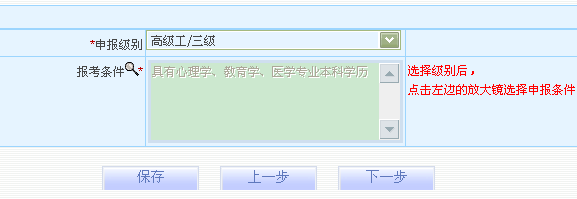 *申报级别 高级工/三级
报考条件 * 具有心理学、教育学、医学专业本科学历 选择级别后，
点击左边的放大镜选择申报条件
保存 上一步 下一步